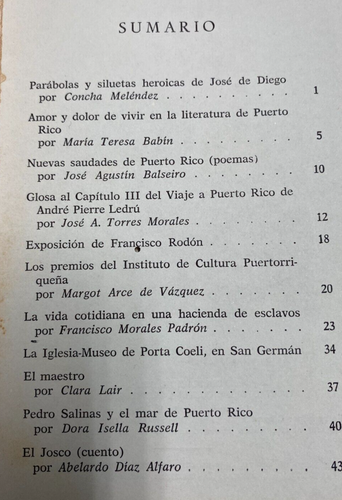 SUMARIO
Parábolas y siluetas heroicas de José de Diego
por Concha Meléndez . . . . . . . . . . 1
Amor y dolor de vivir en la literatura de Puerto
Rico
por María Teresa Babín . . . . . . . . 5
Nuevas saudades de Puerto Rico (poemas)
por José Agustín Balseiro . . . . . . . 10
Glosa al Capítulo III del Viaje a Puerto Rico de
André Pierre Ledrú
por José A. Torres Morales . . . . . . . 12
Exposición de Francisco Rodón . . . . . . 18
Los premios del Instituto de Cultura Puertorri-
queña
por Margot Arce de Vázquez . . . . . . 20
La vida cotidiana en una hacienda de esclavos
por Francisco Morales Padrón . . . . . . 23
La Iglesia-Museo de Porta Coeli, en San Germán 34
El maestro
por Clara Lair . . . . . . . . . . . . 37
Pedro Salinas y el mar de Puerto Rico
por Dora Isella Russell . . . . . . . . 40
El Josco (cuento)
por Abelardo Díaz Alfaro . . . . . . . . 43